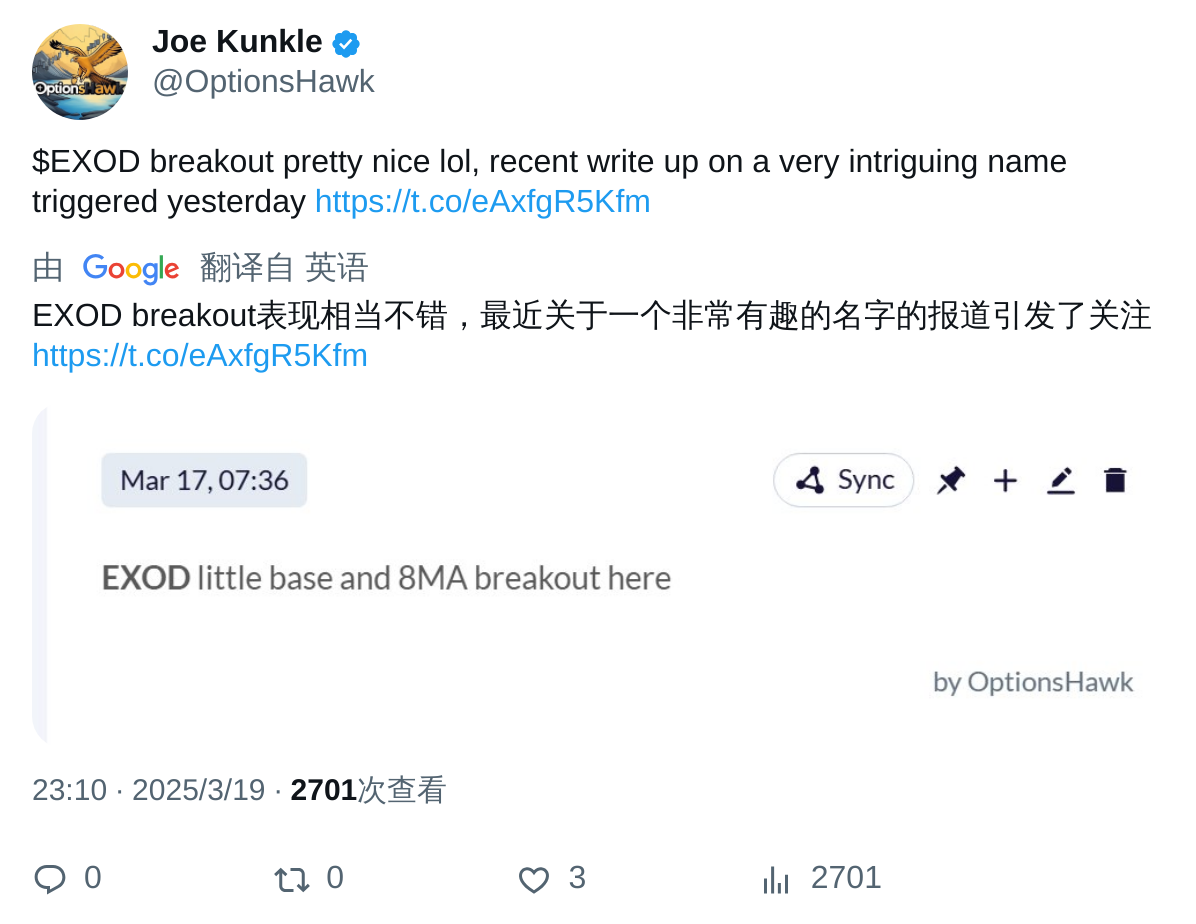 OptionsHawk
Joe Kunkle
@OptionsHawk
$EXOD breakout pretty nice lol, recent write up on a very intriguing name
triggered yesterday https://t.co/eAxfgR5Kfm
由 Google 翻译自 英语
EXOD breakout表现相当不错，最近关于一个非常有趣的名字的报道引发了关注
https://t.co/eAxfgR5Kfm
Mar 17, 07:36
Sync
EXOD little base and 8MA breakout here
by OptionsHawk
23:10 · 2025/3/19 · 2701次查看
0 0 3 2701